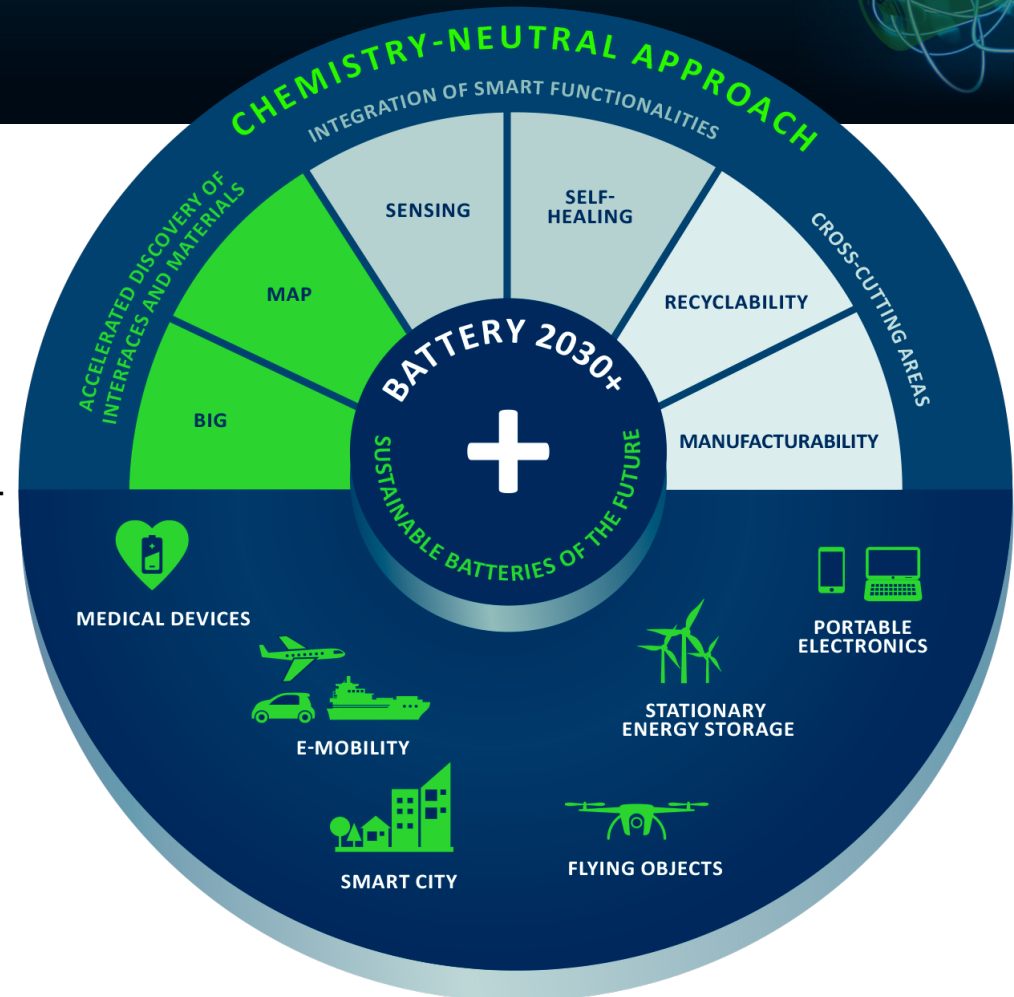 CHEMISTRY-NEUTRAL APPROACH
INTEGRATION OF SMART FUNCTIONALITIES
ACCELERATED DISCOVERY OF
INTERFACES AND MATERIALS
CROSS-CUTTING AREAS
BIG
MAP
SENSING
SELF-
HEALING
RECYCLABILITY
MANUFACTURABILITY
BATTERY 2030+
SUSTAINABLE BATTERIES OF THE FUTURE
MEDICAL DEVICES
E-MOBILITY
SMART CITY
FLYING OBJECTS
STATIONARY
ENERGY STORAGE
PORTABLE
ELECTRONICS